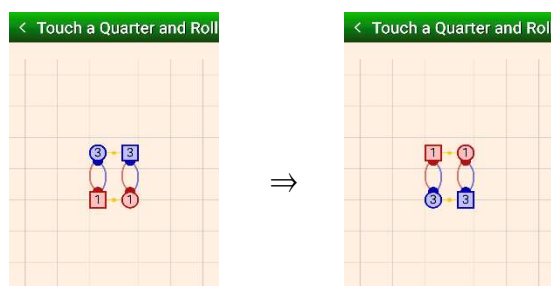 < Touch a Quarter and Roll
3 3
1 1
⇒
< Touch a Quarter and Rol
1 1
3 3